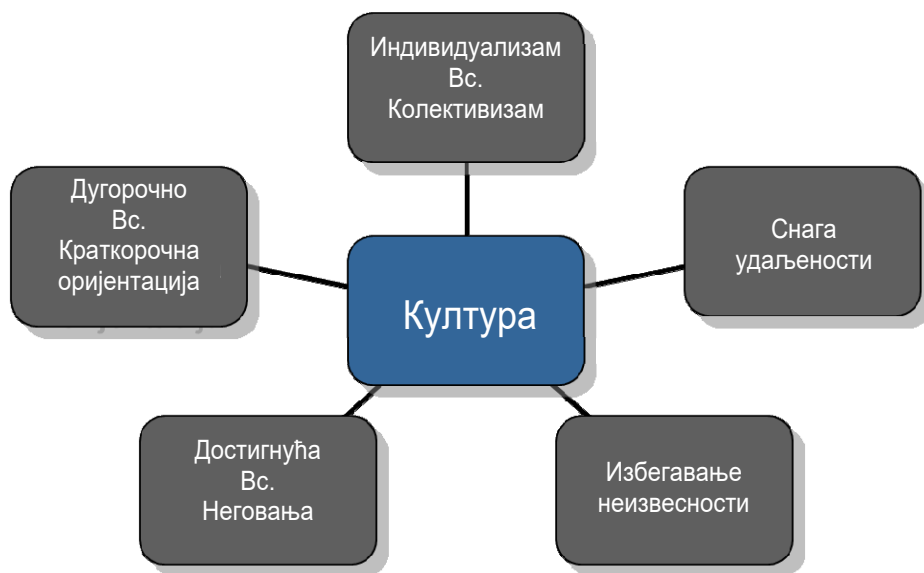 Индивидуализам
Вс.
Колективизам
Дугорочно
Вс.
Краткорочна
оријентација
Снага
удаљености
Култура
Достигнућа
Вс.
Неговања
Избегавање
неизвесности